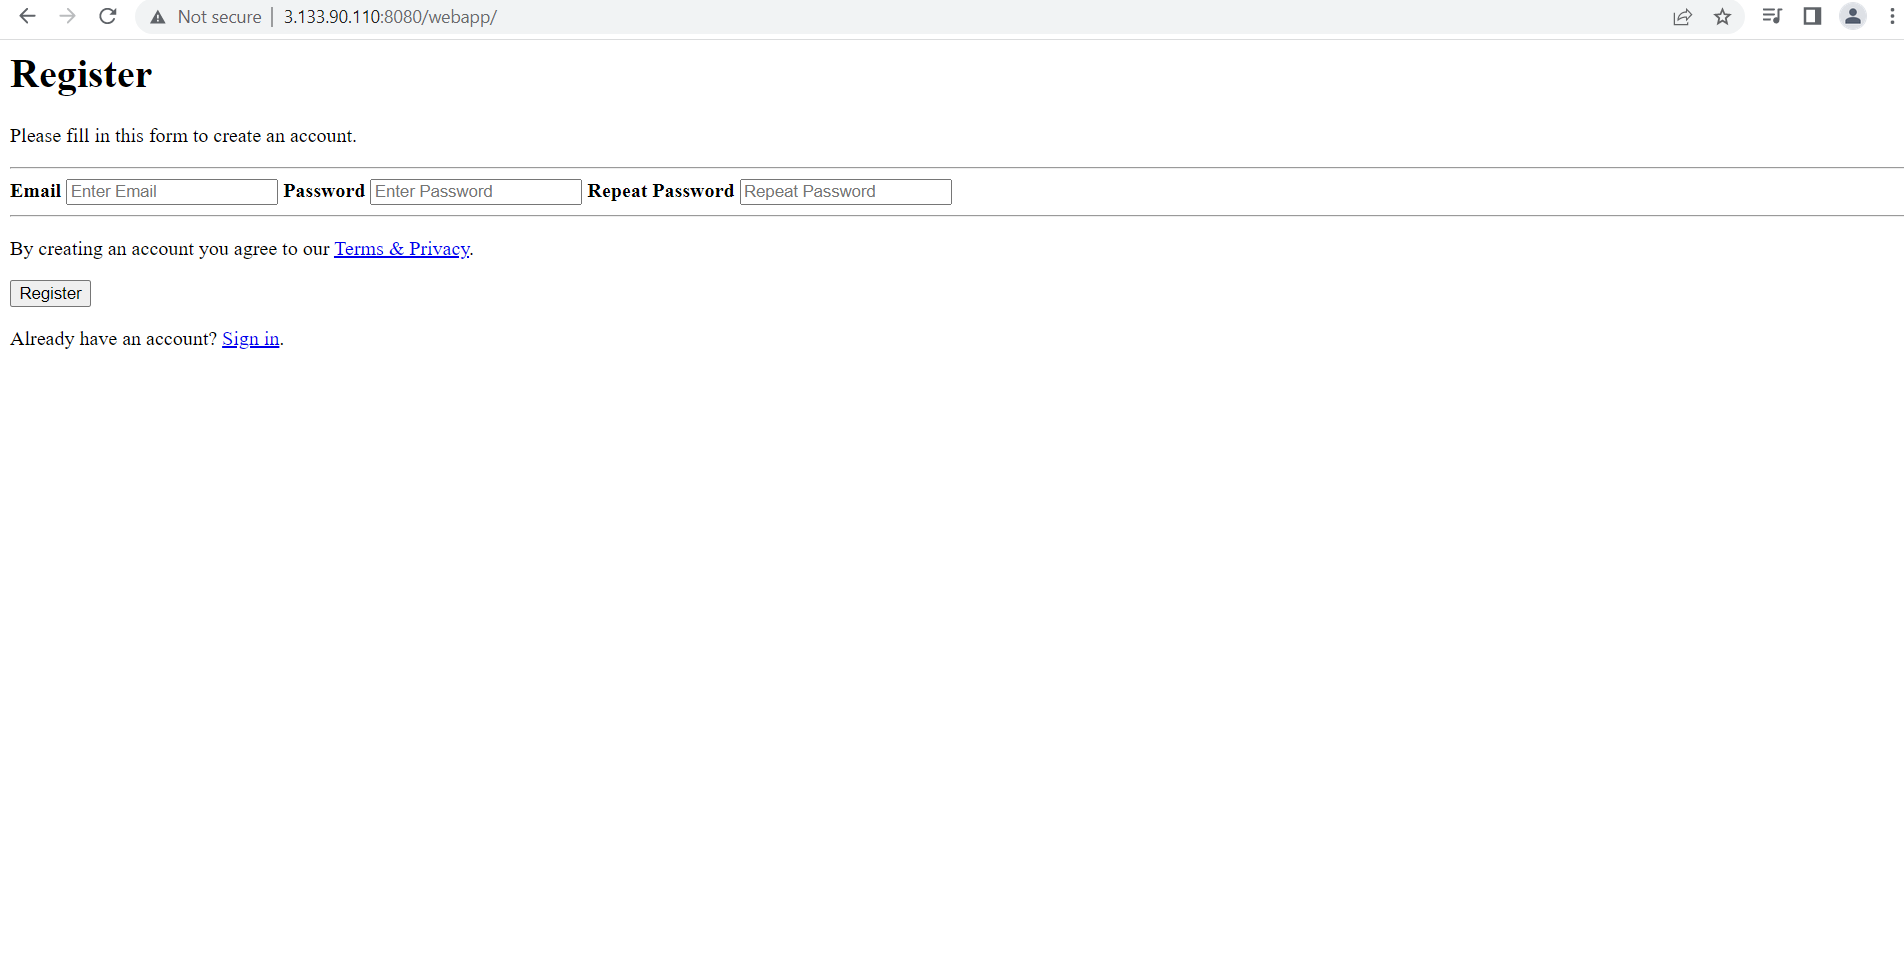 Not secure | 3.133.90.110:8080/webapp/
Register
Please fill in this form to create an account.
Email Enter Email Password Enter Password Repeat Password Repeat Password
By creating an account you agree to our Terms & Privacy.
Register
Already have an account? Sign in.